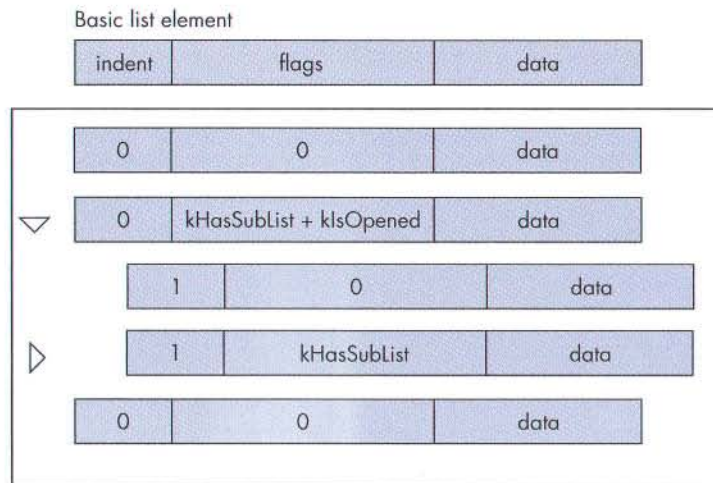 Basic list element
indent flags data
0 0 data
0 kHasSubList + kIsOpened data
1 0 data
1 kHasSubList data
0 0 data